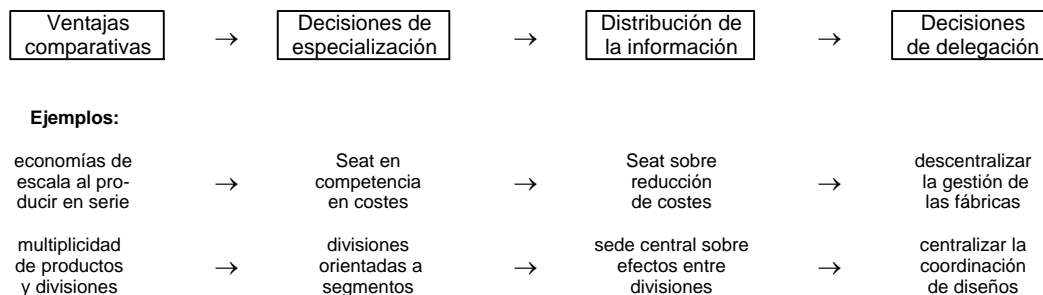 Ventajas
comparativas
→
Decisiones de
especialización
→
Distribución de
la información
→
Decisiones
de delegación
Ejemplos:
economías de
escala al pro-
ducir en serie
→
Seat en
competencia
en costes
→
Seat sobre
reducción
de costes
→
descentralizar
la gestión de
las fábricas
multiplicidad
de productos
y divisiones
→
divisiones
orientadas a
segmentos
→
sede central sobre
efectos entre
divisiones
→
centralizar la
coordinación
de diseños